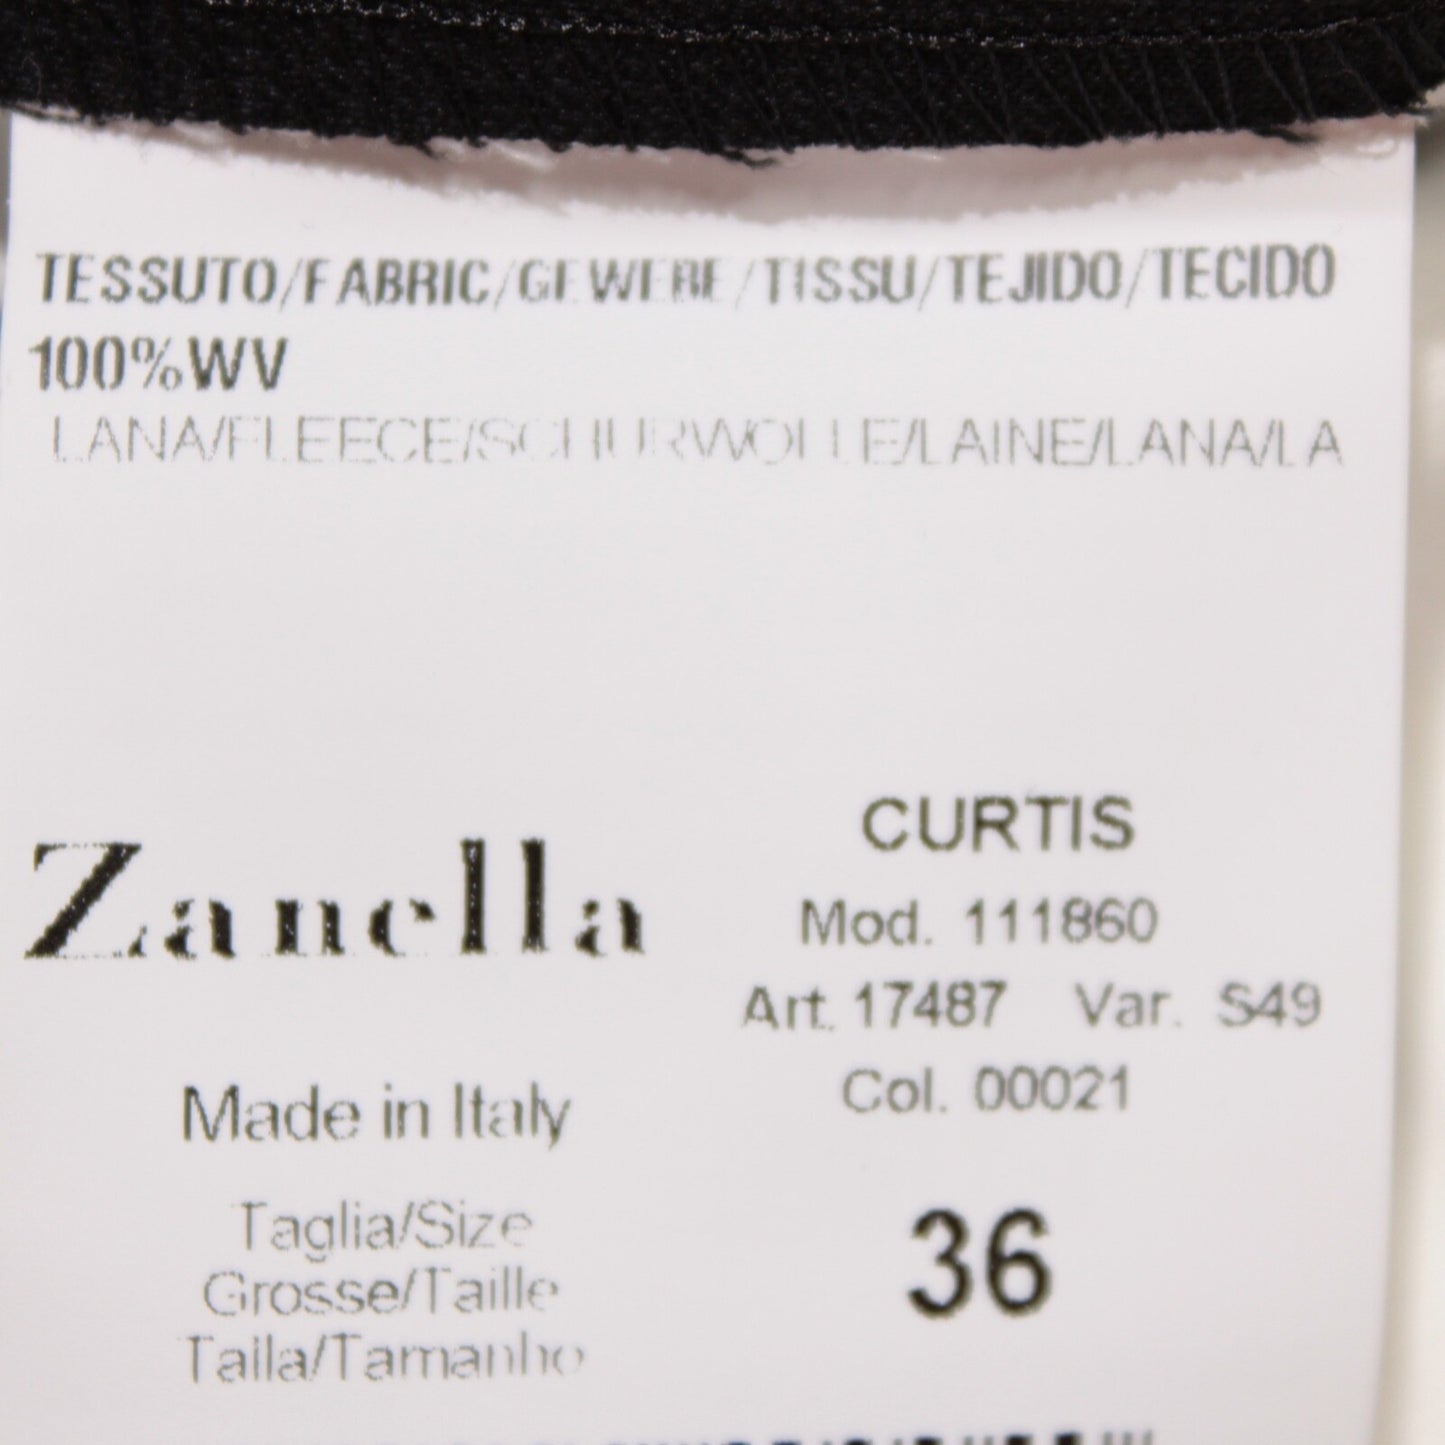 TESSUTO/FABRIC/GEWEBE/TISSU/TEJIDO/TECIDO
100%WV
LANA/FLEECE/SCHURWOLLE/LAINE/LANA/LA
Zanella
Made in Italy
Taglia/Size
Grosse/Taille
Tailla/Tamanho
CURTIS
Mod. 111860
Art. 17487 Var. S49
Col. 00021
36